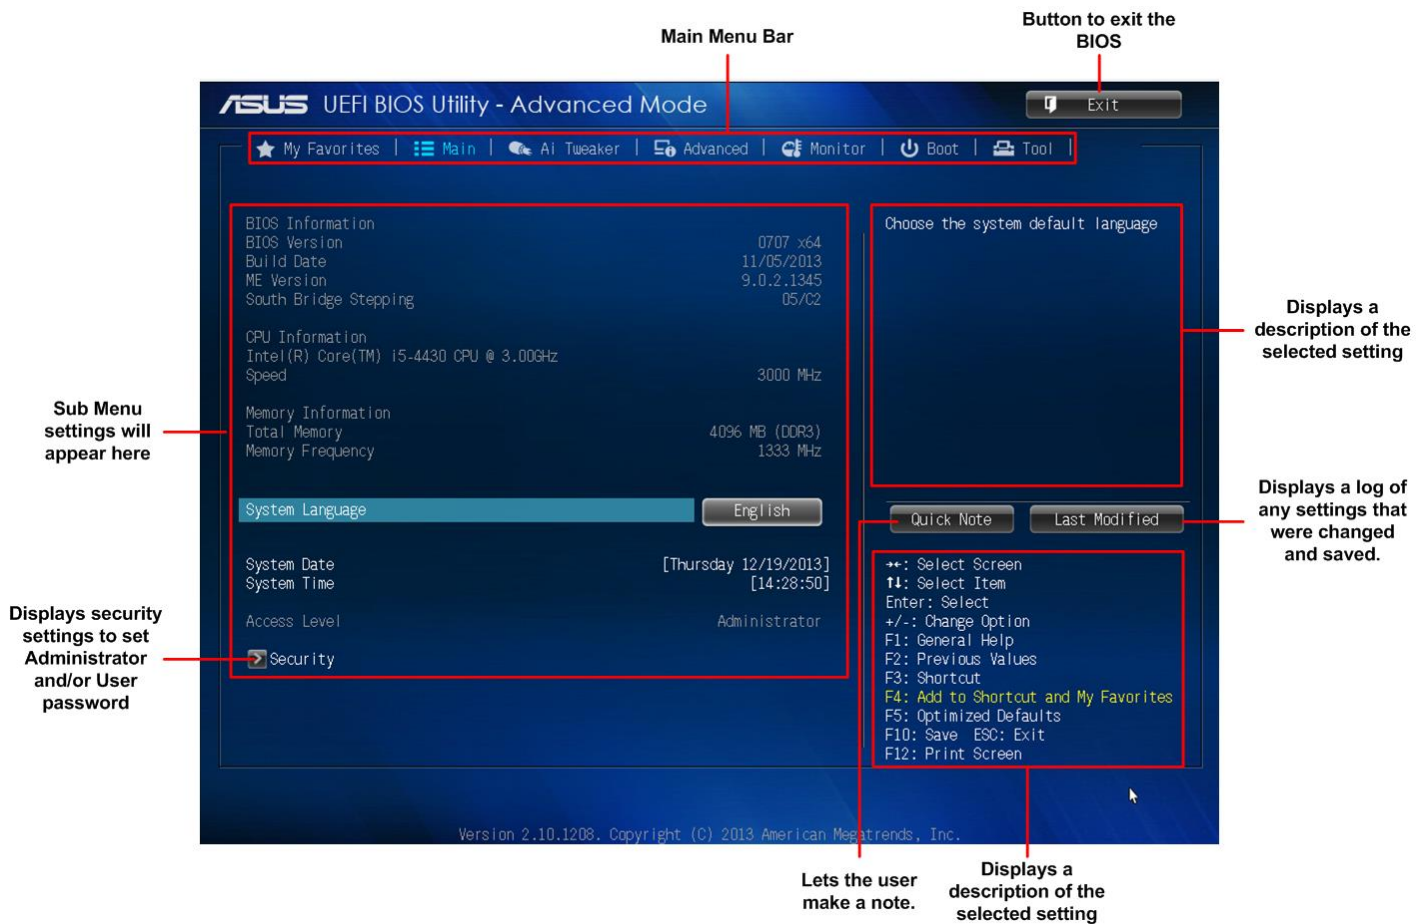 Main Menu Bar
Button to exit the
BIOS
ASUS UEFI BIOS Utility - Advanced Mode
Exit
My Favorites | Main | Ai Tweaker | Advanced | Monitor | Boot | Tool |
BIOS Information
BIOS Version 0707 x64
Build Date 11/05/2013
ME Version 9.0.2.1345
South Bridge Stepping 05/C2
CPU Information
Intel(R) Core(TM) i5-4430 CPU @ 3.00GHz
Speed 3000 MHz
Memory Information
Total Memory 4096 MB (DDR3)
Memory Frequency 1333 MHz
System Language English
System Date [Thursday 12/19/2013]
System Time [14:28:50]
Access Level Administrator
Security
Choose the system default language
Quick Note Last Modified
→←: Select Screen
↑↓: Select Item
Enter: Select
+/-: Change Option
F1: General Help
F2: Previous Values
F3: Shortcut
F4: Add to Shortcut and My Favorites
F5: Optimized Defaults
F10: Save ESC: Exit
F12: Print Screen
Version 2.10.1208. Copyright (C) 2013 American Megatrends, Inc.
Sub Menu
settings will
appear here
Displays security
settings to set
Administrator
and/or User
password
Displays a
description of the
selected setting
Displays a log of
any settings that
were changed
and saved.
Lets the user
make a note.
Displays a
description of the
selected setting